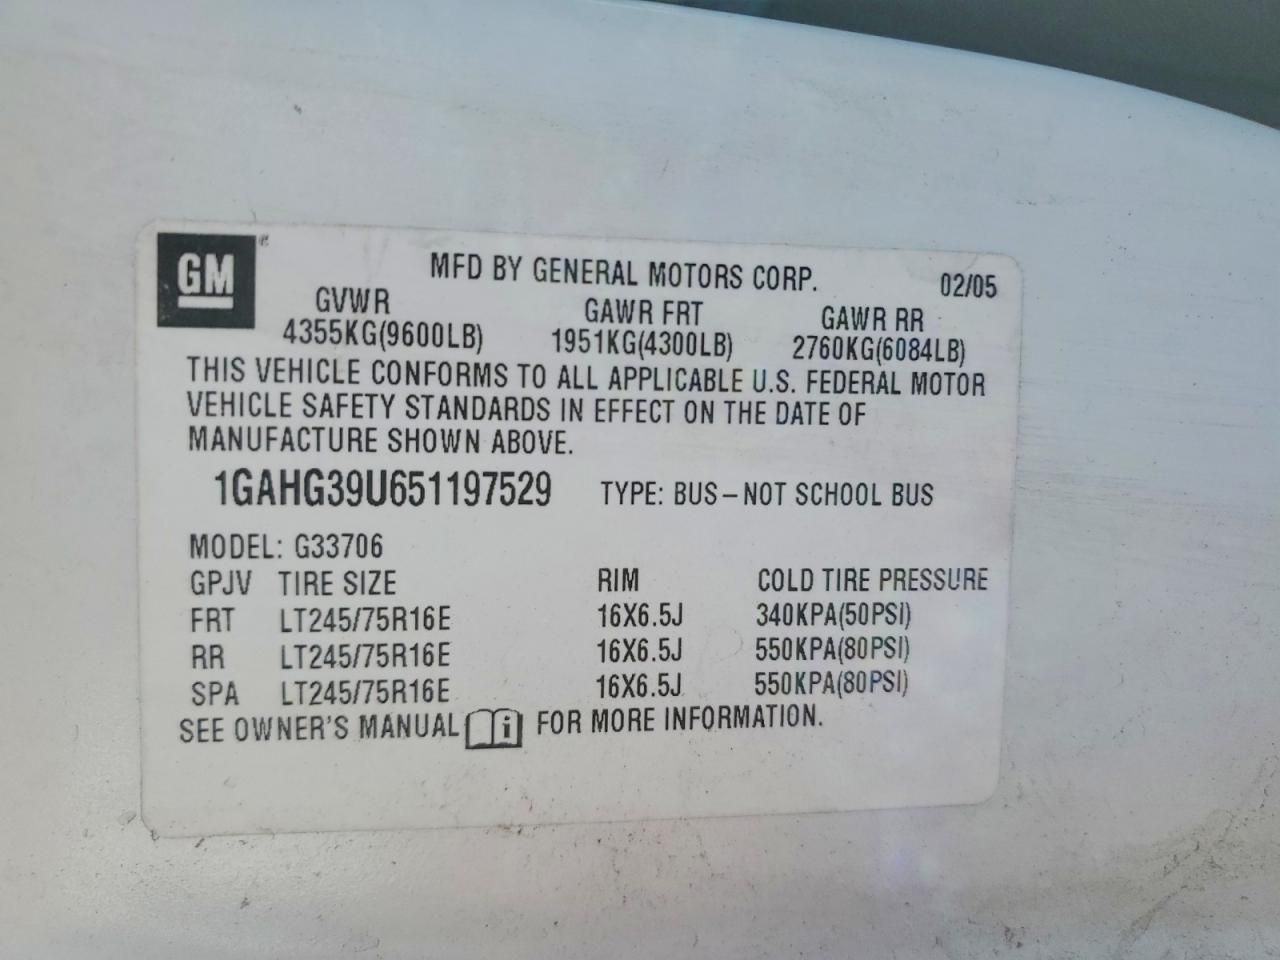 GM ® MFD BY GENERAL MOTORS CORP. 02/05
GVWR GAWR FRT GAWR RR
4355KG(9600LB) 1951KG(4300LB) 2760KG(6084LB)
THIS VEHICLE CONFORMS TO ALL APPLICABLE U.S. FEDERAL MOTOR
VEHICLE SAFETY STANDARDS IN EFFECT ON THE DATE OF
MANUFACTURE SHOWN ABOVE.
1GAHG39U651197529 TYPE: BUS-NOT SCHOOL BUS
MODEL: G33706
GPJV TIRE SIZE RIM COLD TIRE PRESSURE
FRT LT245/75R16E 16X6.5J 340KPA(50PSI)
RR LT245/75R16E 16X6.5J 550KPA(80PSI)
SPA LT245/75R16E 16X6.5J 550KPA(80PSI)
SEE OWNER'S MANUAL i FOR MORE INFORMATION.